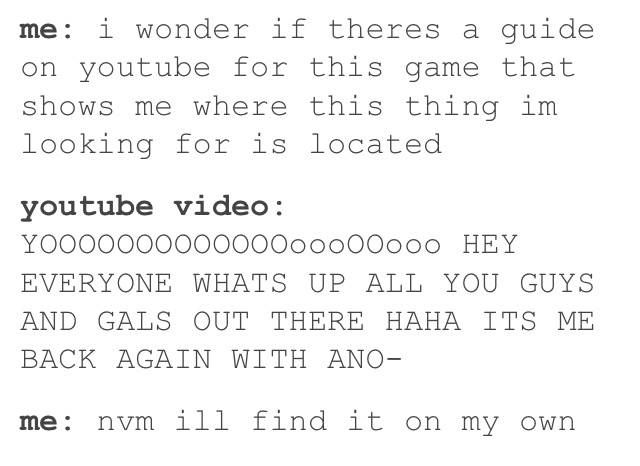 me: i wonder if theres a guide
on youtube for this game that
shows me where this thing im
looking for is located
youtube video:
YOOOOOOOOOOOOOoooOOooo HEY
EVERYONE WHATS UP ALL YOU GUYS
AND GALS OUT THERE HAHA ITS ME
BACK AGAIN WITH ANO-
me: nvm ill find it on my own